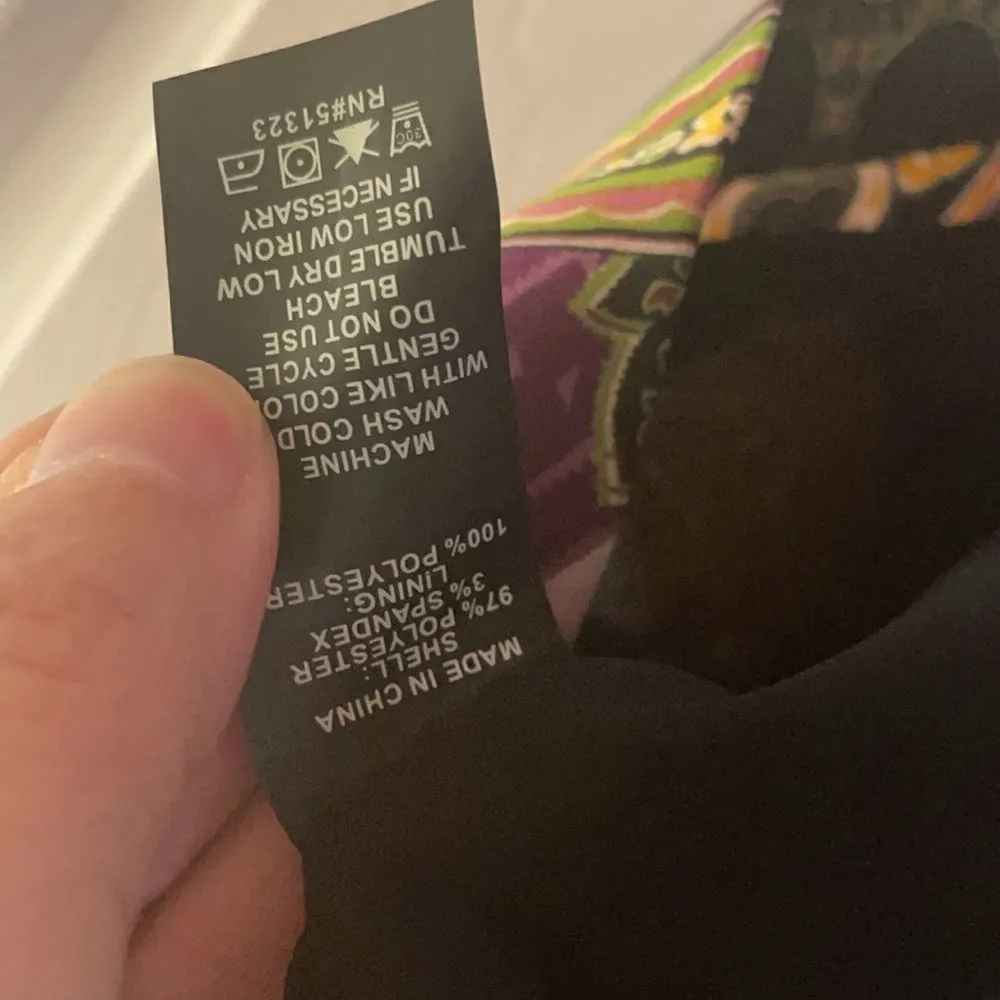 MADE IN CHINA
SHELL:
97% POLYESTER
3% SPANDEX
LINING:
100% POLYESTER
MACHINE
WASH COLD
WITH LIKE COLO
GENTLE CYCLE
DO NOT USE
BLEACH
TUMBLE DRY LOW
USE LOW IRON
IF NECESSARY
30C
RN#51323